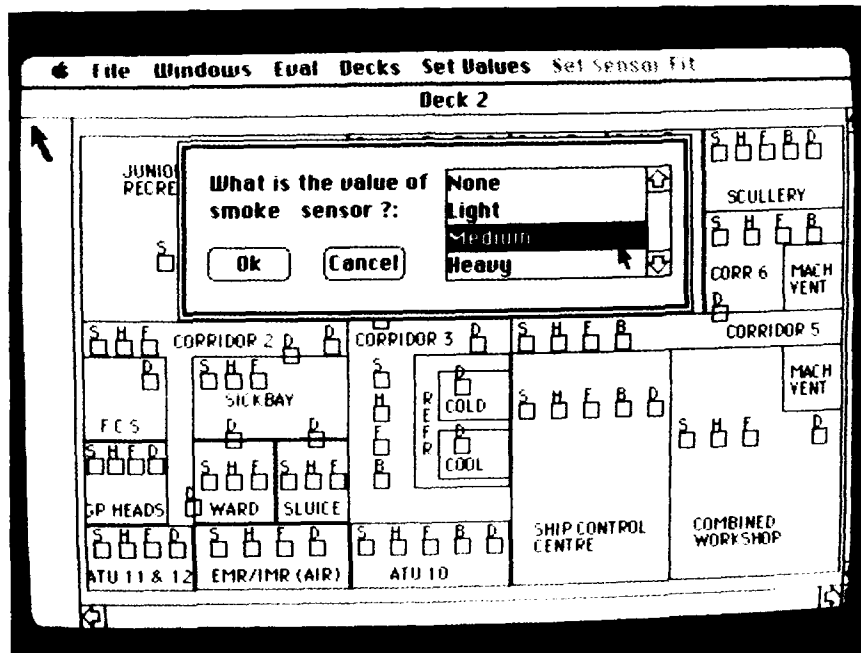 File Windows Eval Decks Set Values Set Sensor Fit
Deck 2
JUNIO
RECRE
S
What is the value of
smoke sensor ?:
None
Light
Medium
Heavy
Ok Cancel
S H F B D
SCULLERY
S H F B
CORR 6
MACH
VENT
D
S H F CORRIDOR 2 D D
CORRIDOR 3 D
S H F B CORRIDOR 5
D
F C S
S H F
SICKBAY
D D
S
H
F
B
RE FR
D
COLD
D
COOL
S H F B D
MACH
VENT
S H F D
S H F D
GP HEADS
D
S H F
WARD
S H F
SLUICE
SHIP CONTROL
CENTRE
COMBINED
WORKSHOP
S H F D
ATU 11 & 12
S H F D
EMR/IMR (AIR)
S H F B D
ATU 10